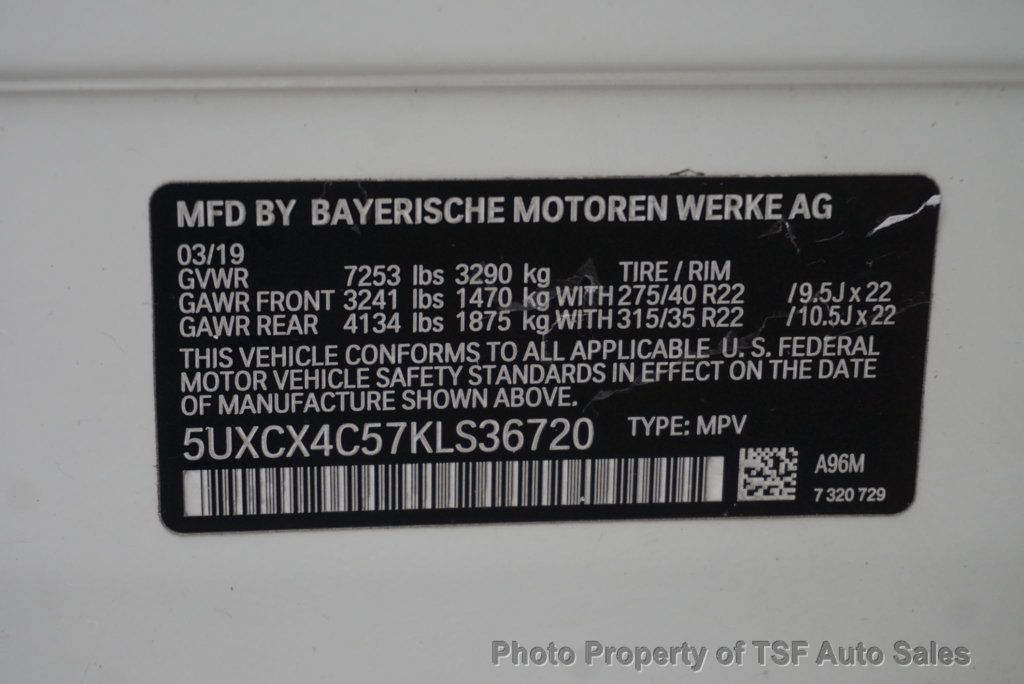 MFD BY BAYERISCHE MOTOREN WERKE AG
03/19
GVWR 7253 lbs 3290 kg TIRE / RIM
GAWR FRONT 3241 lbs 1470 kg WITH 275/40 R22 /9.5J x 22
GAWR REAR 4134 lbs 1875 kg WITH 315/35 R22 /10.5J x 22
THIS VEHICLE CONFORMS TO ALL APPLICABLE U. S. FEDERAL
MOTOR VEHICLE SAFETY STANDARDS IN EFFECT ON THE DATE
OF MANUFACTURE SHOWN ABOVE.
5UXCX4C57KLS36720 TYPE: MPV
A96M
7 320 729
Photo Property of TSF Auto Sales